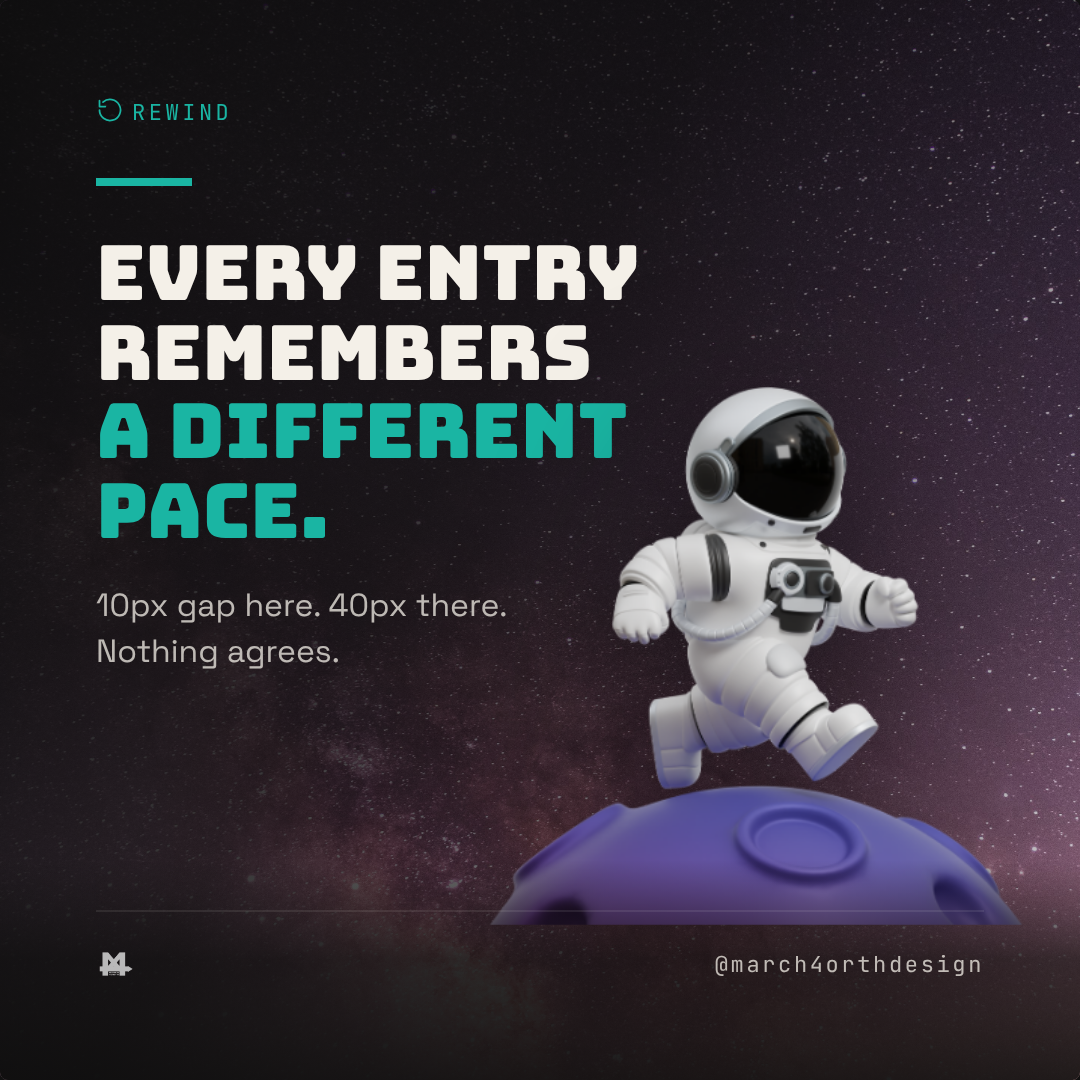 REWIND
EVERY ENTRY
REMEMBERS
A DIFFERENT
PACE.
10px gap here. 40px there.
Nothing agrees.
@march4orthdesign